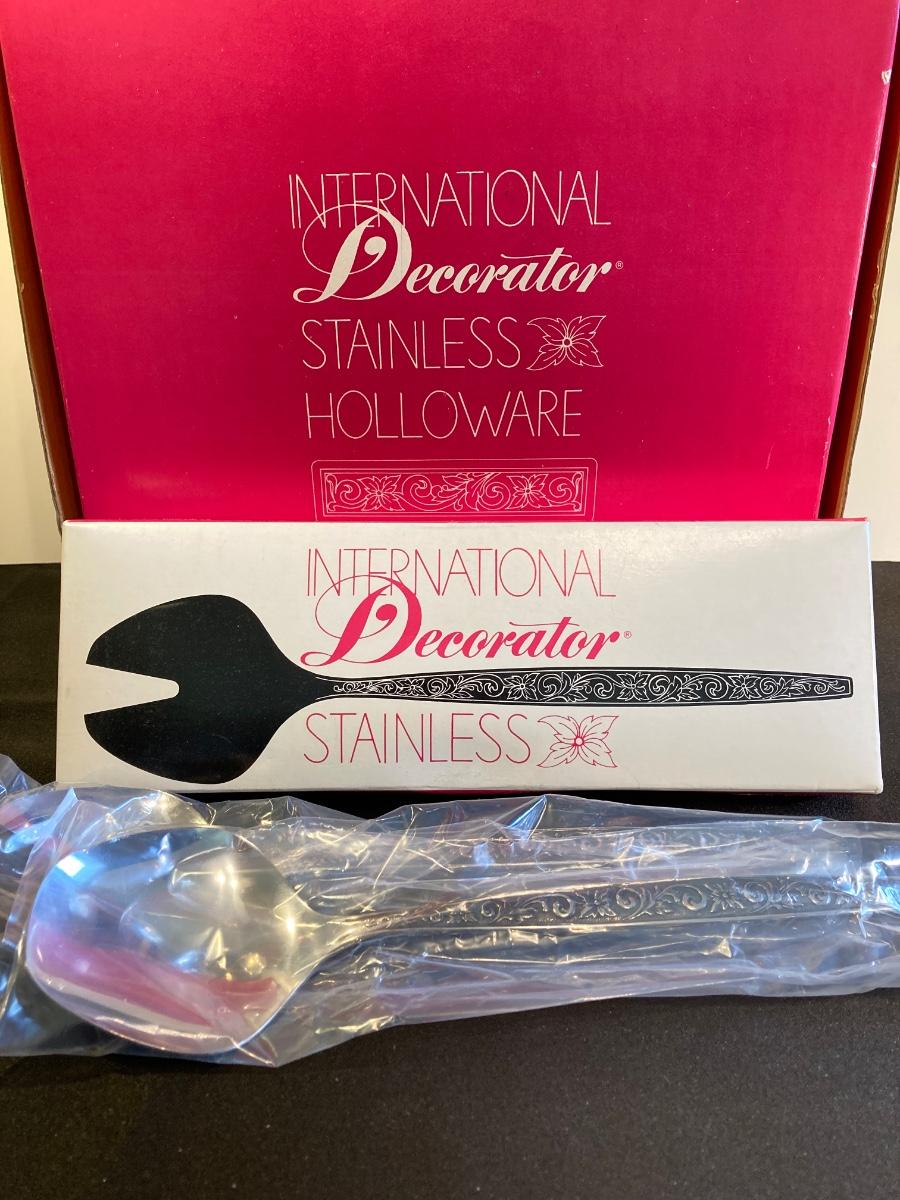 INTERNATIONAL
Decorator®
STAINLESS
HOLLOWARE
INTERNATIONAL
Decorator®
STAINLESS